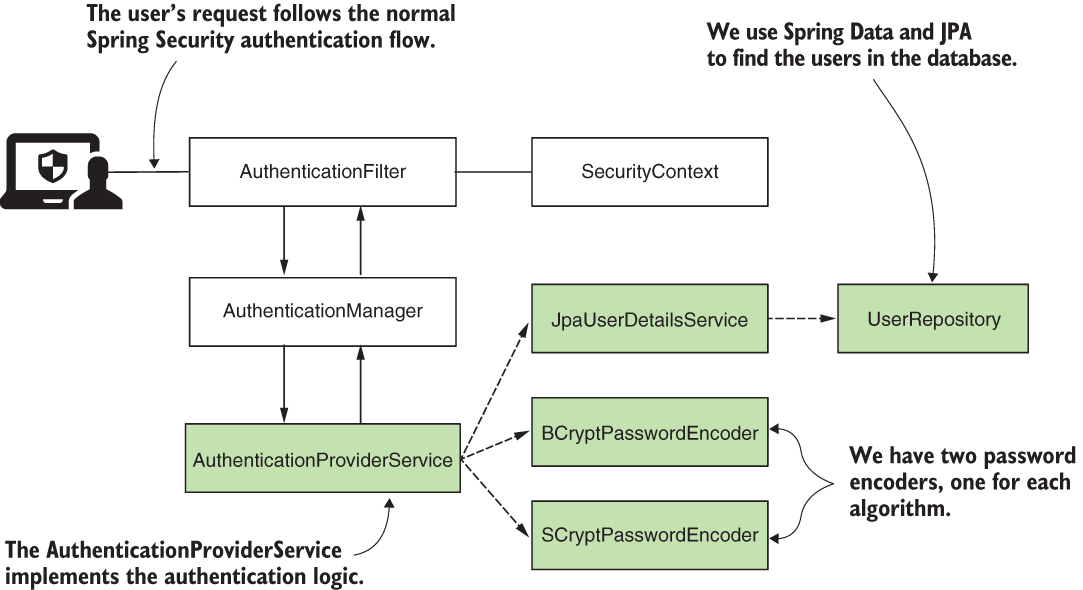 The user’s request follows the normal
Spring Security authentication flow.
We use Spring Data and JPA
to find the users in the database.
AuthenticationFilter
SecurityContext
AuthenticationManager
JpaUserDetailsService
UserRepository
AuthenticationProviderService
BCryptPasswordEncoder
SCryptPasswordEncoder
We have two password
encoders, one for each
algorithm.
The AuthenticationProviderService
implements the authentication logic.